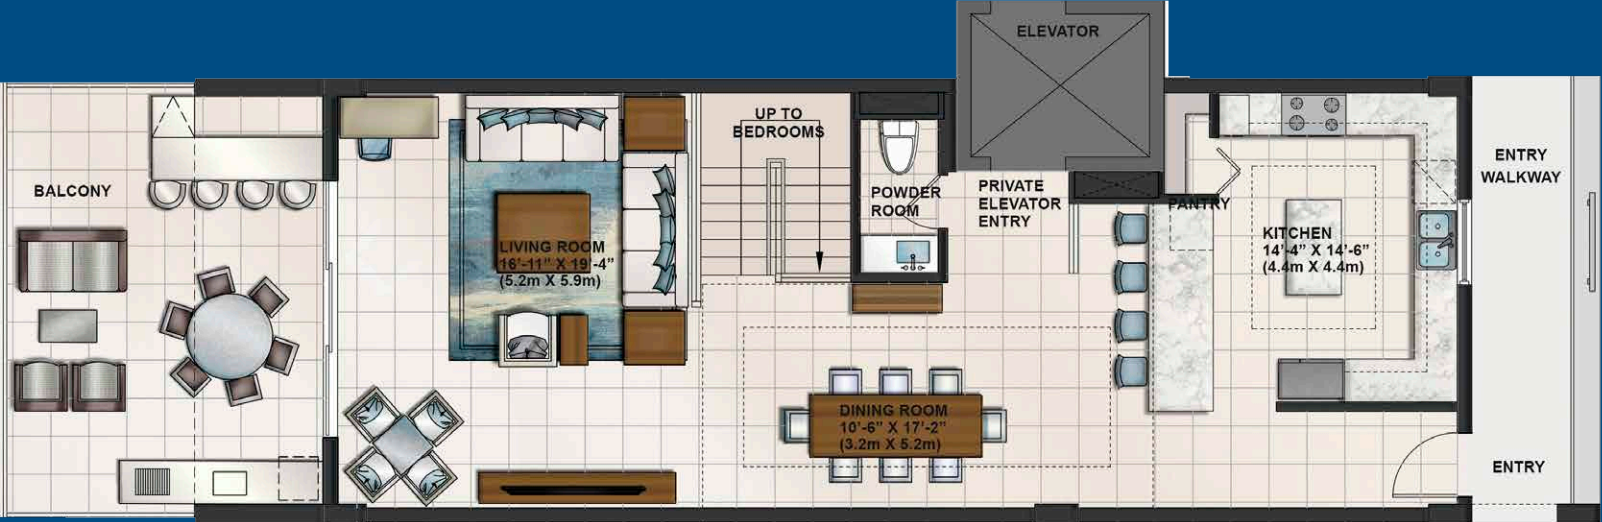 ELEVATOR
UP TO
BEDROOMS
ENTRY
WALKWAY
BALCONY
POWDER
ROOM
PRIVATE
ELEVATOR
ENTRY
PANTRY
KITCHEN
14'-4" X 14'-6"
(4.4m X 4.4m)
LIVING ROOM
16'-11" X 19'-4"
(5.2m X 5.9m)
DINING ROOM
10'-6" X 17'-2"
(3.2m X 5.2m)
ENTRY